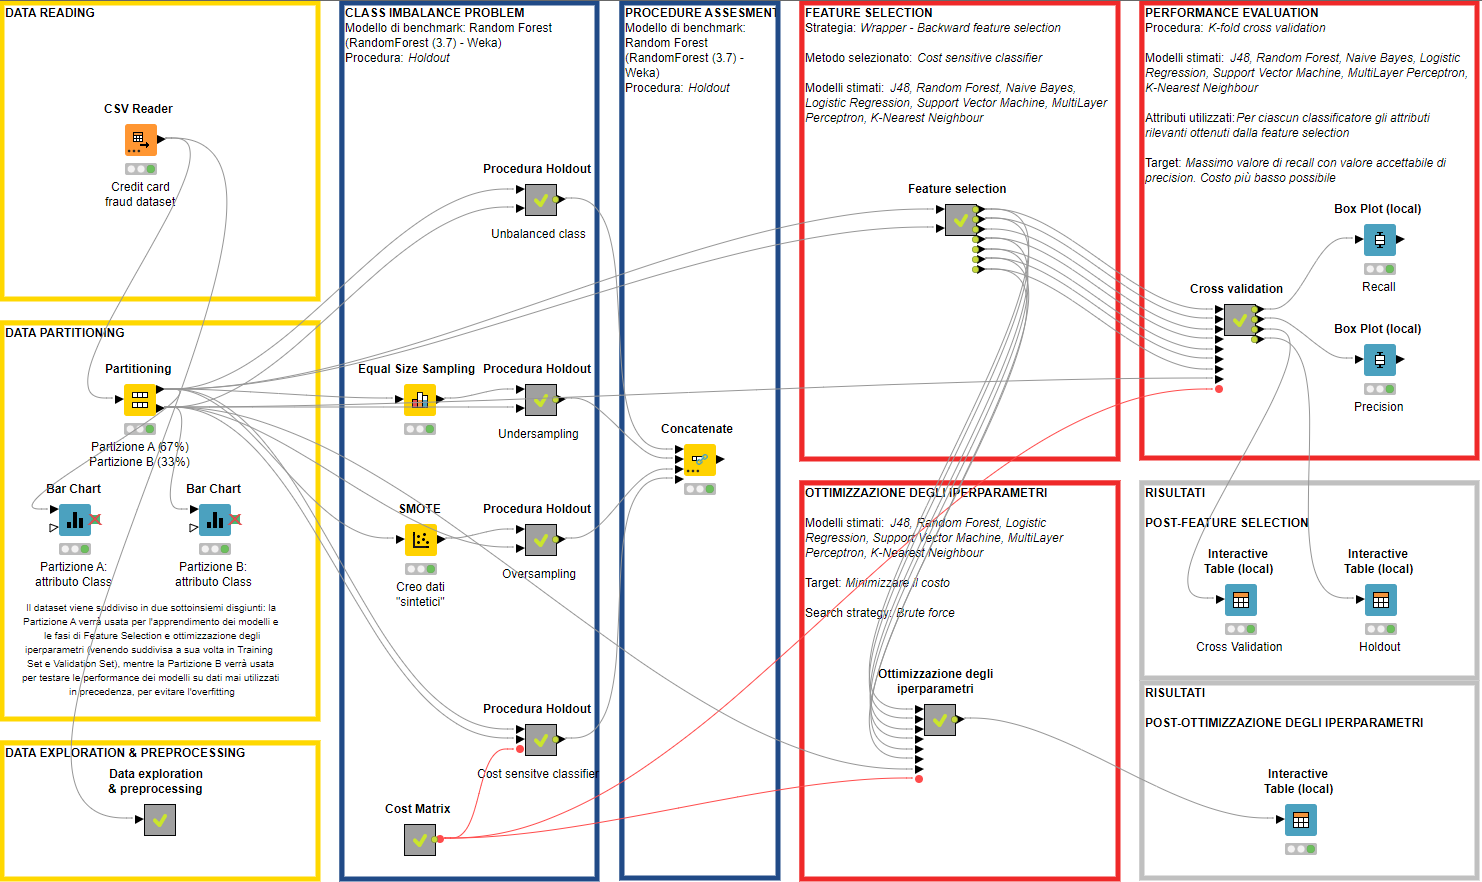 DATA READING
CSV Reader
Credit card
fraud dataset
DATA PARTITIONING
Partitioning
Partizione A (67%)
Partizione B (33%)
Bar Chart
Partizione A:
attributo Class
Bar Chart
Partizione B:
attributo Class
Il dataset viene suddiviso in due sottoinsiemi disgiunti: la
Partizione A verrà usata per l'apprendimento dei modelli e
le fasi di Feature Selection e ottimizzazione degli
iperparametri (venendo suddivisa a sua volta in Training
Set e Validation Set), mentre la Partizione B verrà usata
per testare le performance dei modelli su dati mai utilizzati
in precedenza, per evitare l'overfitting
DATA EXPLORATION & PREPROCESSING
Data exploration
& preprocessing
CLASS IMBALANCE PROBLEM
Modello di benchmark: Random Forest
(RandomForest (3.7) - Weka)
Procedura: Holdout
Procedura Holdout
Unbalanced class
Equal Size Sampling
Procedura Holdout
Undersampling
SMOTE
Creo dati
"sintetici"
Procedura Holdout
Oversampling
Procedura Holdout
Cost sensitve classifier
Cost Matrix
PROCEDURE ASSESMENT
Modello di benchmark:
Random Forest
(RandomForest (3.7) -
Weka)
Procedura: Holdout
Concatenate
FEATURE SELECTION
Strategia: Wrapper - Backward feature selection
Metodo selezionato: Cost sensitive classifier
Modelli stimati: J48, Random Forest, Naive Bayes,
Logistic Regression, Support Vector Machine, MultiLayer
Perceptron, K-Nearest Neighbour
Feature selection
OTTIMIZZAZIONE DEGLI IPERPARAMETRI
Modelli stimati: J48, Random Forest, Logistic
Regression, Support Vector Machine, MultiLayer
Perceptron, K-Nearest Neighbour
Target: Minimizzare il costo
Search strategy: Brute force
Ottimizzazione degli
iperparametri
PERFORMANCE EVALUATION
Procedura: K-fold cross validation
Modelli stimati: J48, Random Forest, Naive Bayes, Logistic
Regression, Support Vector Machine, MultiLayer Perceptron,
K-Nearest Neighbour
Attributi utilizzati: Per ciascun classificatore gli attributi
rilevanti ottenuti dalla feature selection
Target: Massimo valore di recall con valore accettabile di
precision. Costo più basso possibile
Box Plot (local)
Recall
Cross validation
Box Plot (local)
Precision
RISULTATI
POST-FEATURE SELECTION
Interactive
Table (local)
Cross Validation
Interactive
Table (local)
Holdout
RISULTATI
POST-OTTIMIZZAZIONE DEGLI IPERPARAMETRI
Interactive
Table (local)